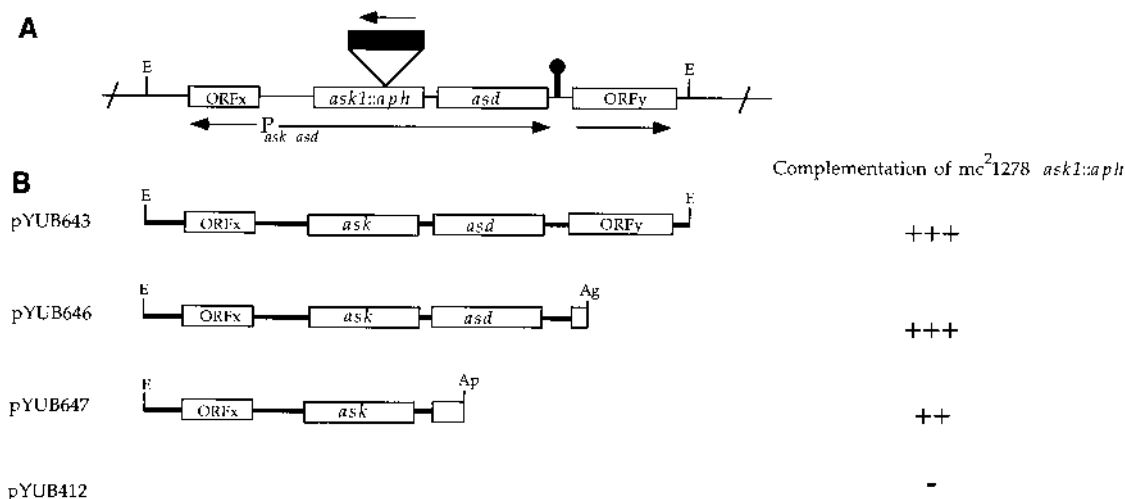 A
E
E
ORFx
ask1::aph
asd
ORFy
P ask asd
Complementation of mc²1278 ask1::aph
B
E
E
pYUB643
ORFx
ask
asd
ORFy
+++
E
Ag
pYUB646
ORFx
ask
asd
+++
E
Ap
pYUB647
ORFx
ask
++
pYUB412
-